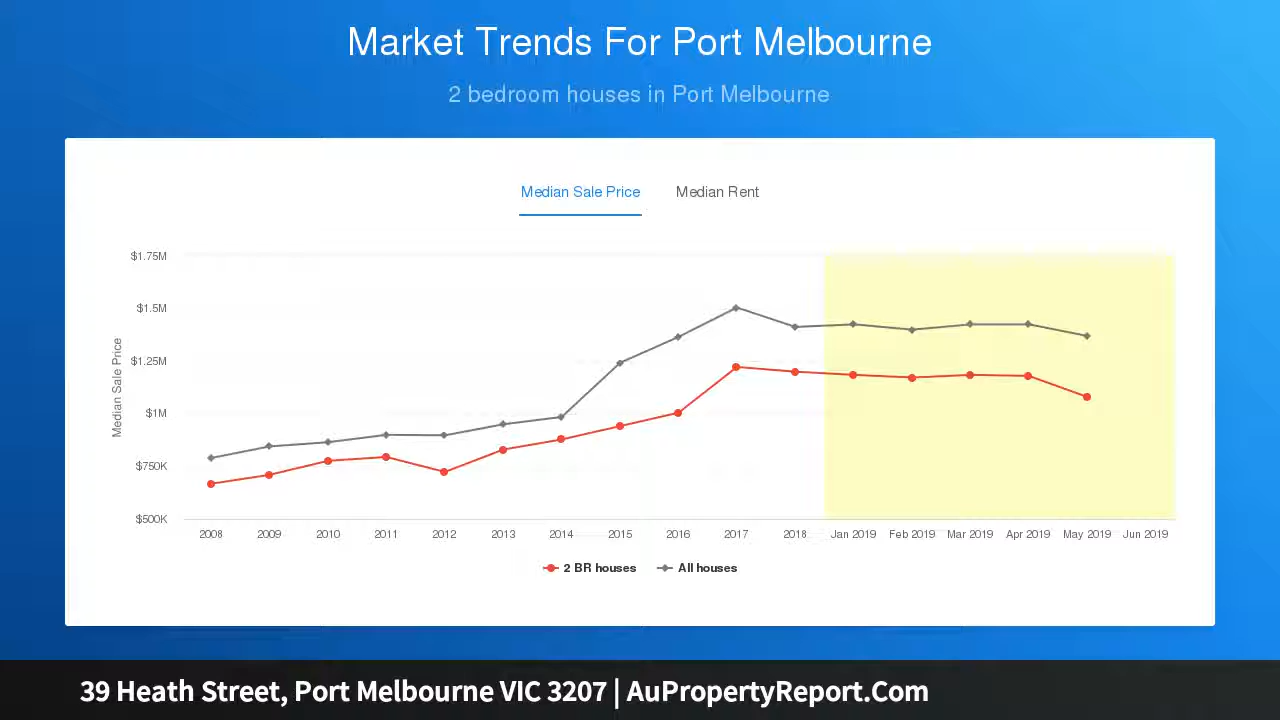 Market Trends For Port Melbourne
2 bedroom houses in Port Melbourne
Median Sale Price Median Rent
Median Sale Price
$1.75M
$1.5M
$1.25M
$1M
$750K
$500K
2008 2009 2010 2011 2012 2013 2014 2015 2016 2017 2018 Jan 2019 Feb 2019 Mar 2019 Apr 2019 May 2019 Jun 2019
2 BR houses All houses
39 Heath Street, Port Melbourne VIC 3207 | AuPropertyReport.Com